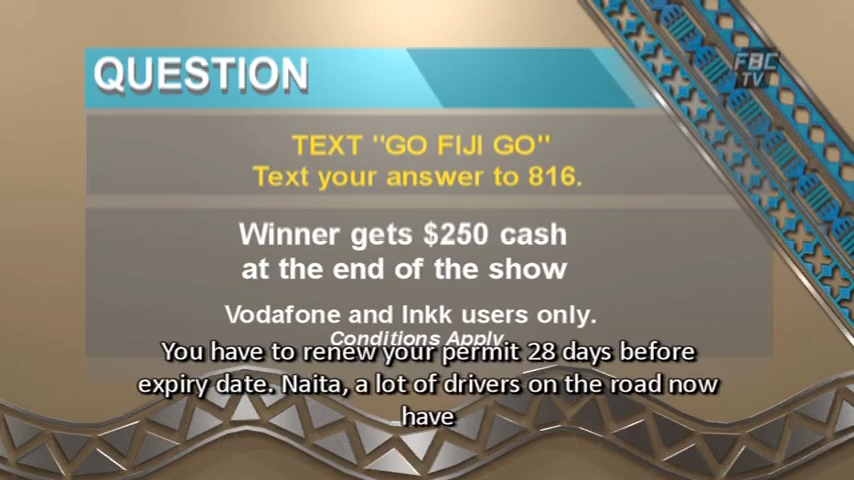 QUESTION
FBC
TV
TEXT "GO FIJI GO"
Text your answer to 816.
Winner gets $250 cash
at the end of the show
Vodafone and Inkk users only.
Conditions Apply
You have to renew your permit 28 days before
expiry date. Naita, a lot of drivers on the road now
have